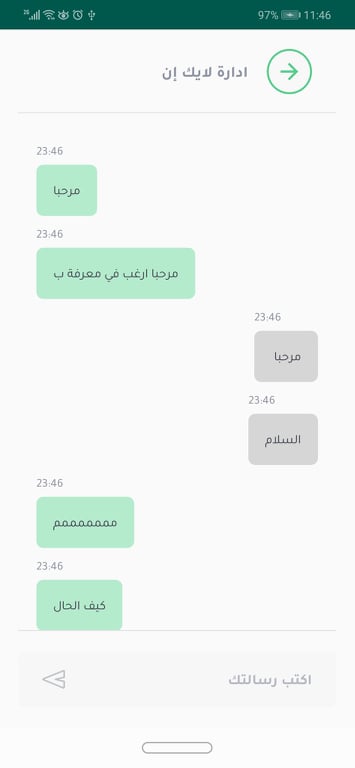 2G 97% 11:46
ادارة لايك إن
23:46
مرحبا
23:46
مرحبا ارغب في معرفة ب
23:46
مرحبا
23:46
السلام
23:46
مممممممم
23:46
كيف الحال
اكتب رسالتك